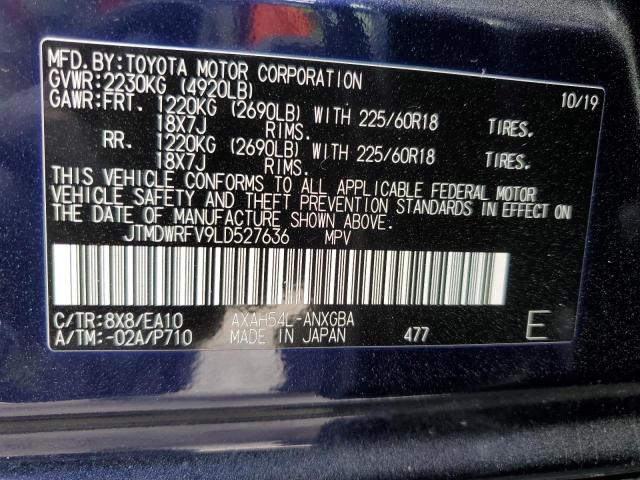 MFD.BY:TOYOTA MOTOR CORPORATION
GVWR:2230KG (4920LB) 10/19
GAWR:FRT. 1220KG (2690LB) WITH 225/60R18 TIRES.
18X7J RIMS.
RR. 1220KG (2690LB) WITH 225/60R18 TIRES.
18X7J RIMS.
THIS VEHICLE CONFORMS TO ALL APPLICABLE FEDERAL MOTOR
VEHICLE SAFETY AND THEFT PREVENTION STANDARDS IN EFFECT ON
THE DATE OF MANUFACTURE SHOWN ABOVE.
JTMDWRFV9LD527636 MPV
C/TR:8X8/EA10 AXAH54L-ANXGBA
A/TM:-02A/P710 MADE IN JAPAN 477 E